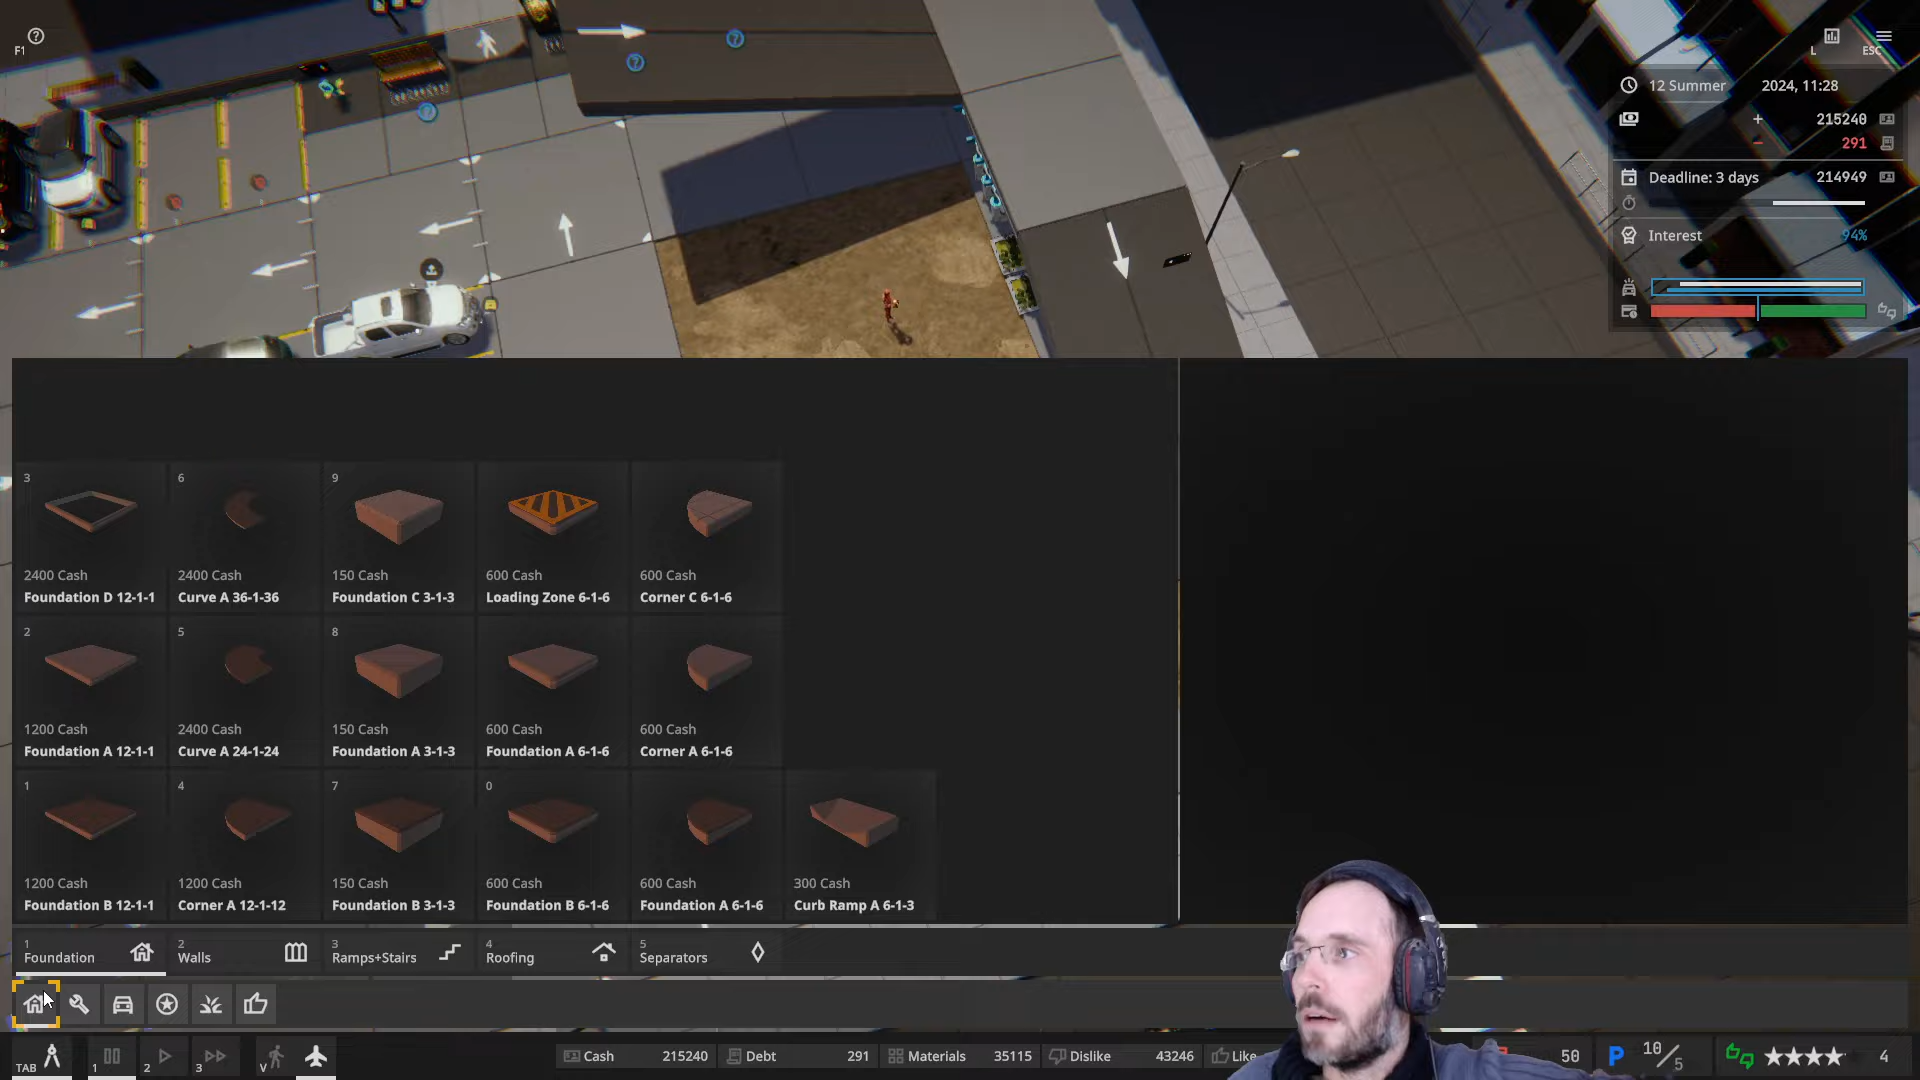 F1
L
ESC
12 Summer 2024, 11:28
+ 215240
- 291
Deadline: 3 days 214949
Interest 94%
3
2400 Cash
Foundation D 12-1-1
6
2400 Cash
Curve A 36-1-36
9
150 Cash
Foundation C 3-1-3
600 Cash
Loading Zone 6-1-6
600 Cash
Corner C 6-1-6
2
1200 Cash
Foundation A 12-1-1
5
2400 Cash
Curve A 24-1-24
8
150 Cash
Foundation A 3-1-3
600 Cash
Foundation A 6-1-6
600 Cash
Corner A 6-1-6
1
1200 Cash
Foundation B 12-1-1
4
1200 Cash
Corner A 12-1-12
7
150 Cash
Foundation B 3-1-3
0
600 Cash
Foundation B 6-1-6
600 Cash
Foundation A 6-1-6
300 Cash
Curb Ramp A 6-1-3
1
Foundation
2
Walls
3
Ramps+Stairs
4
Roofing
5
Separators
TAB
1
2
3
V
Cash 215240
Debt 291
Materials 35115
Dislike 43246
Like
50
P 10/5
4